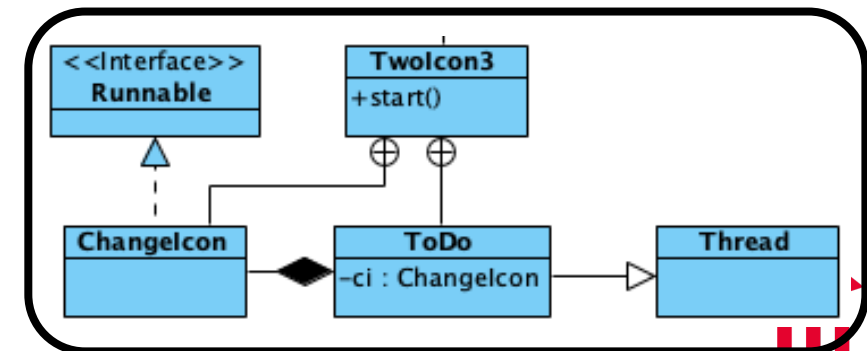 <<Interface>>
Runnable
TwoIcon3
+start()
ChangeIcon
ToDo
-ci : ChangeIcon
Thread